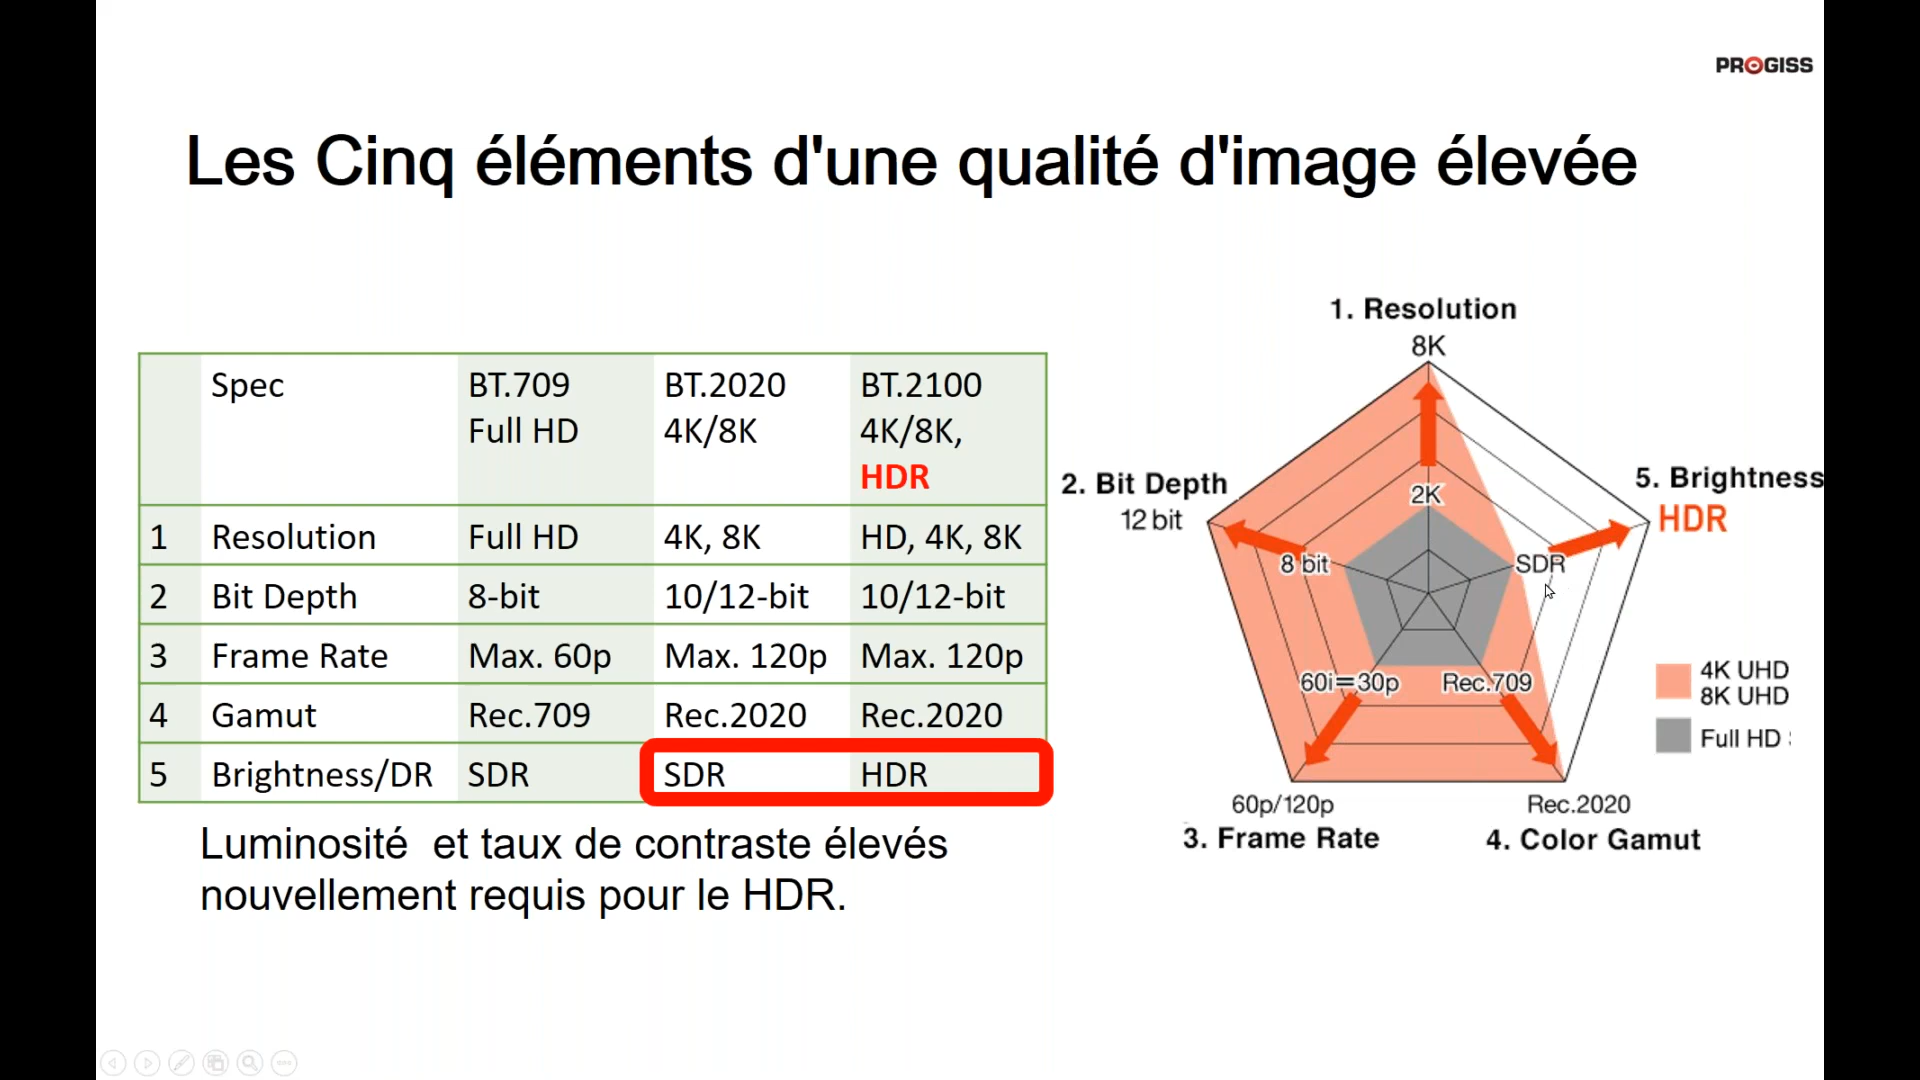 PROGISS
Les Cinq éléments d'une qualité d'image élevée
Spec BT.709 BT.2020 BT.2100
Full HD 4K/8K 4K/8K,
HDR
1 Resolution Full HD 4K, 8K HD, 4K, 8K
2 Bit Depth 8-bit 10/12-bit 10/12-bit
3 Frame Rate Max. 60p Max. 120p Max. 120p
4 Gamut Rec.709 Rec.2020 Rec.2020
5 Brightness/DR SDR SDR HDR
Luminosité et taux de contraste élevés
nouvellement requis pour le HDR.
1. Resolution
8K
2. Bit Depth
12 bit
5. Brightness
HDR
2K
8 bit
SDR
60i=30p
Rec.709
60p/120p
3. Frame Rate
Rec.2020
4. Color Gamut
4K UHD
8K UHD
Full HD